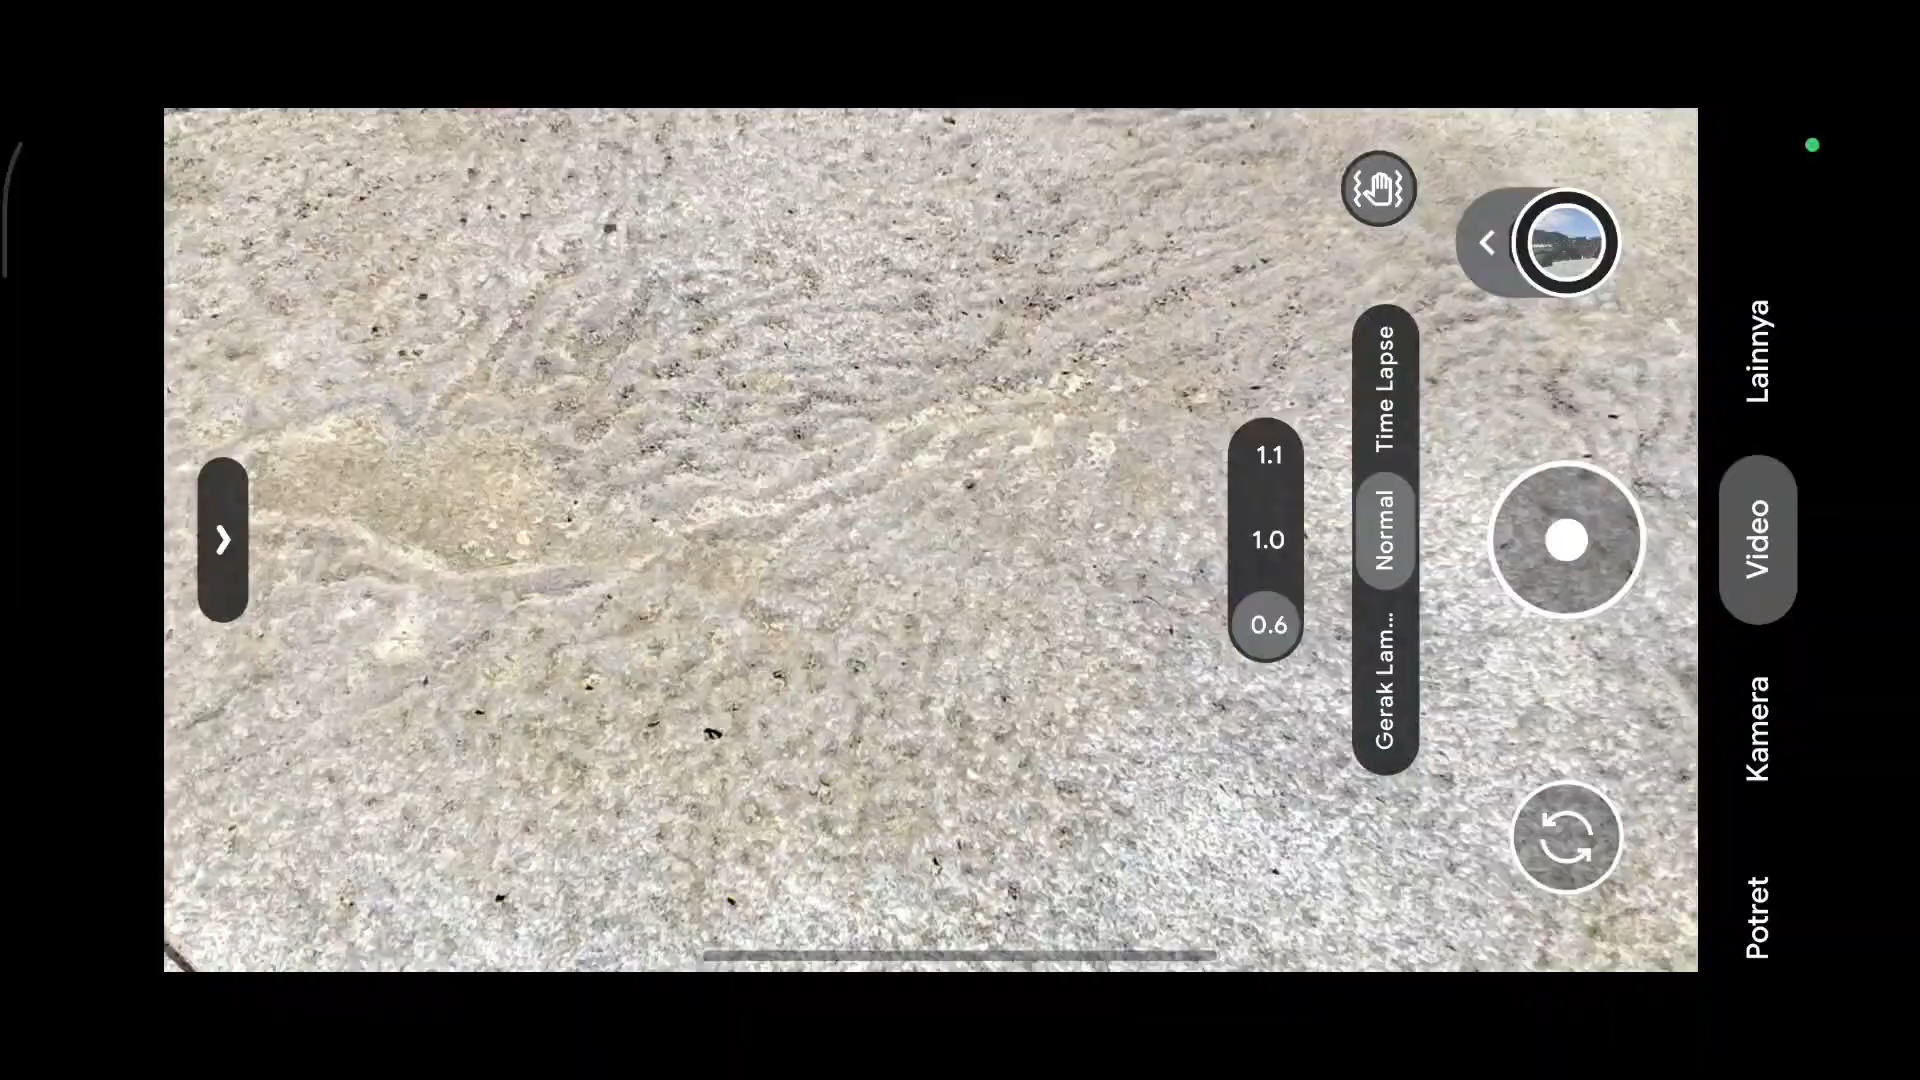 1.1
1.0
0.6
Time Lapse
Normal
Gerak Lam...
Lainnya
Video
Kamera
Potret